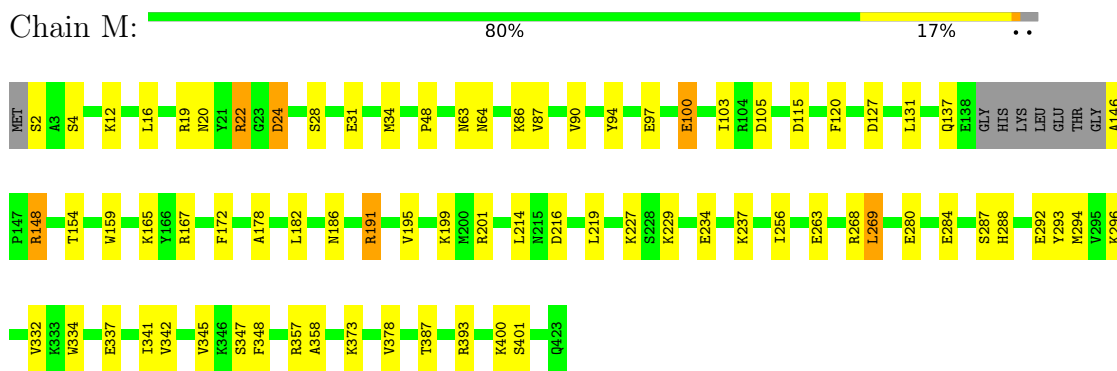 Chain M:
80% 17% • •
MET S2 A3 S4 K12 L16 R19 N20 Y21 R22 G23 D24 S28 E31 M34 P48 N63 N64 K86 V87 V90 Y94 E97 E100 I103 R104 D105 D115 F120 D127 L131 Q137 E138 GLY HIS LYS LEU GLU THR GLY A146
P147 R148 T154 W159 K165 Y166 R167 F172 A178 L182 N186 R191 V195 K199 M200 R201 L214 N215 D216 L219 K227 S228 K229 E234 K237 I256 E263 R268 L269 E280 E284 S287 H288 E292 Y293 M294 V295 K296
V332 K333 W334 E337 I341 V342 V345 K346 S347 F348 R357 A358 K373 V378 T387 R393 K400 S401 Q423